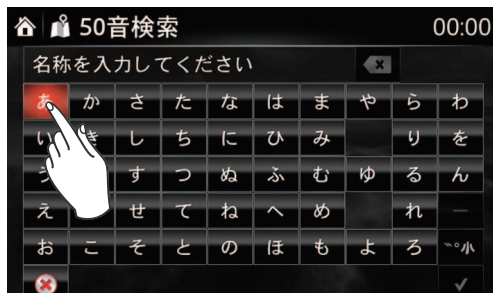 50音検索 00:00
名称を入力してください
あ か さ た な は ま や ら わ
い き し ち に ひ み り を
う す つ ぬ ふ む ゆ る ん
え せ て ね へ め れ ー
お こ そ と の ほ も よ ろ ゛゜小